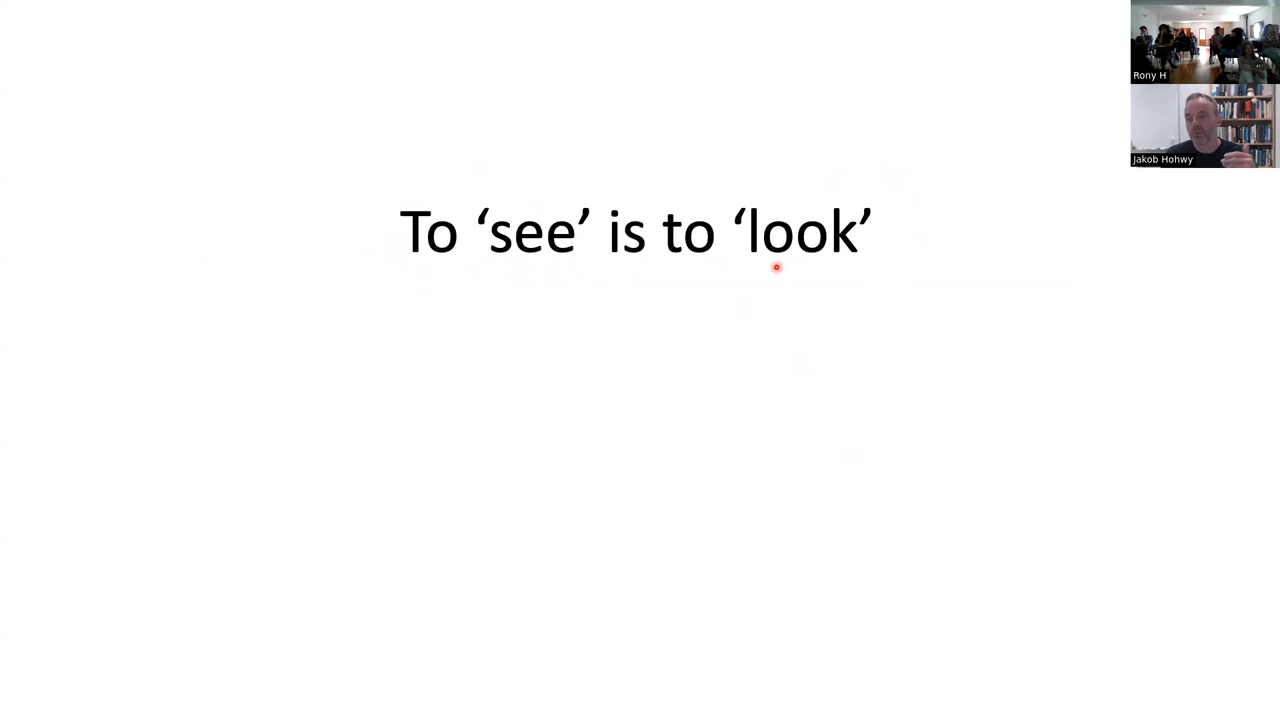 Rony H
Jakob Hohwy
To ‘see’ is to ‘look’